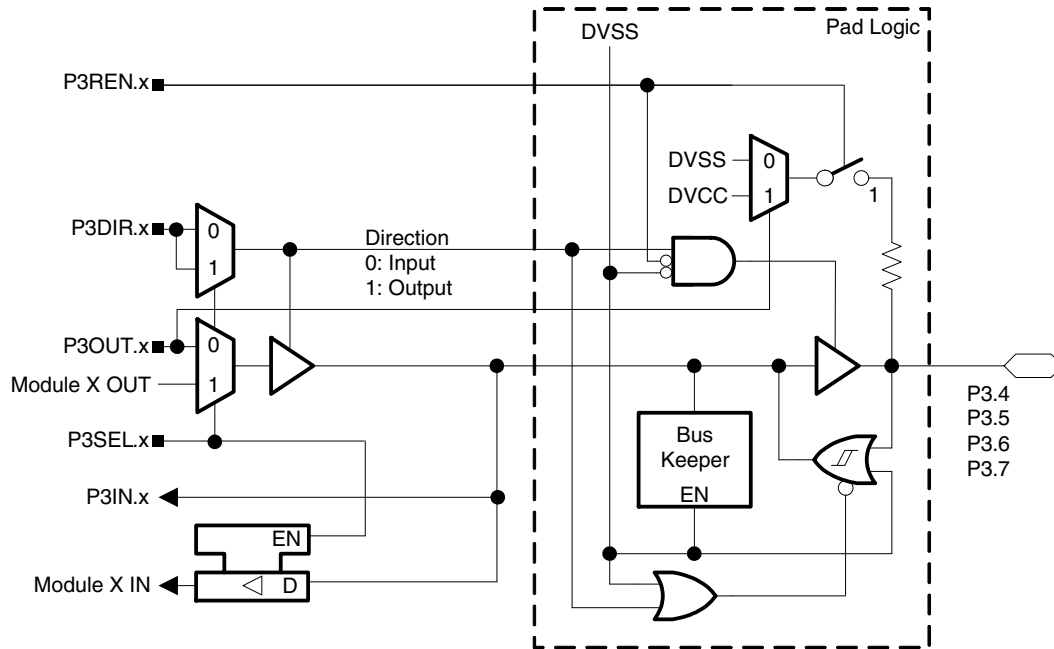 DVSS
Pad Logic
P3REN.x
DVSS
0
DVCC
1
1
P3DIR.x
0
1
Direction
0: Input
1: Output
P3OUT.x
0
Module X OUT
1
P3.4
P3.5
P3.6
P3.7
P3SEL.x
Bus
Keeper
EN
P3IN.x
EN
Module X IN
D